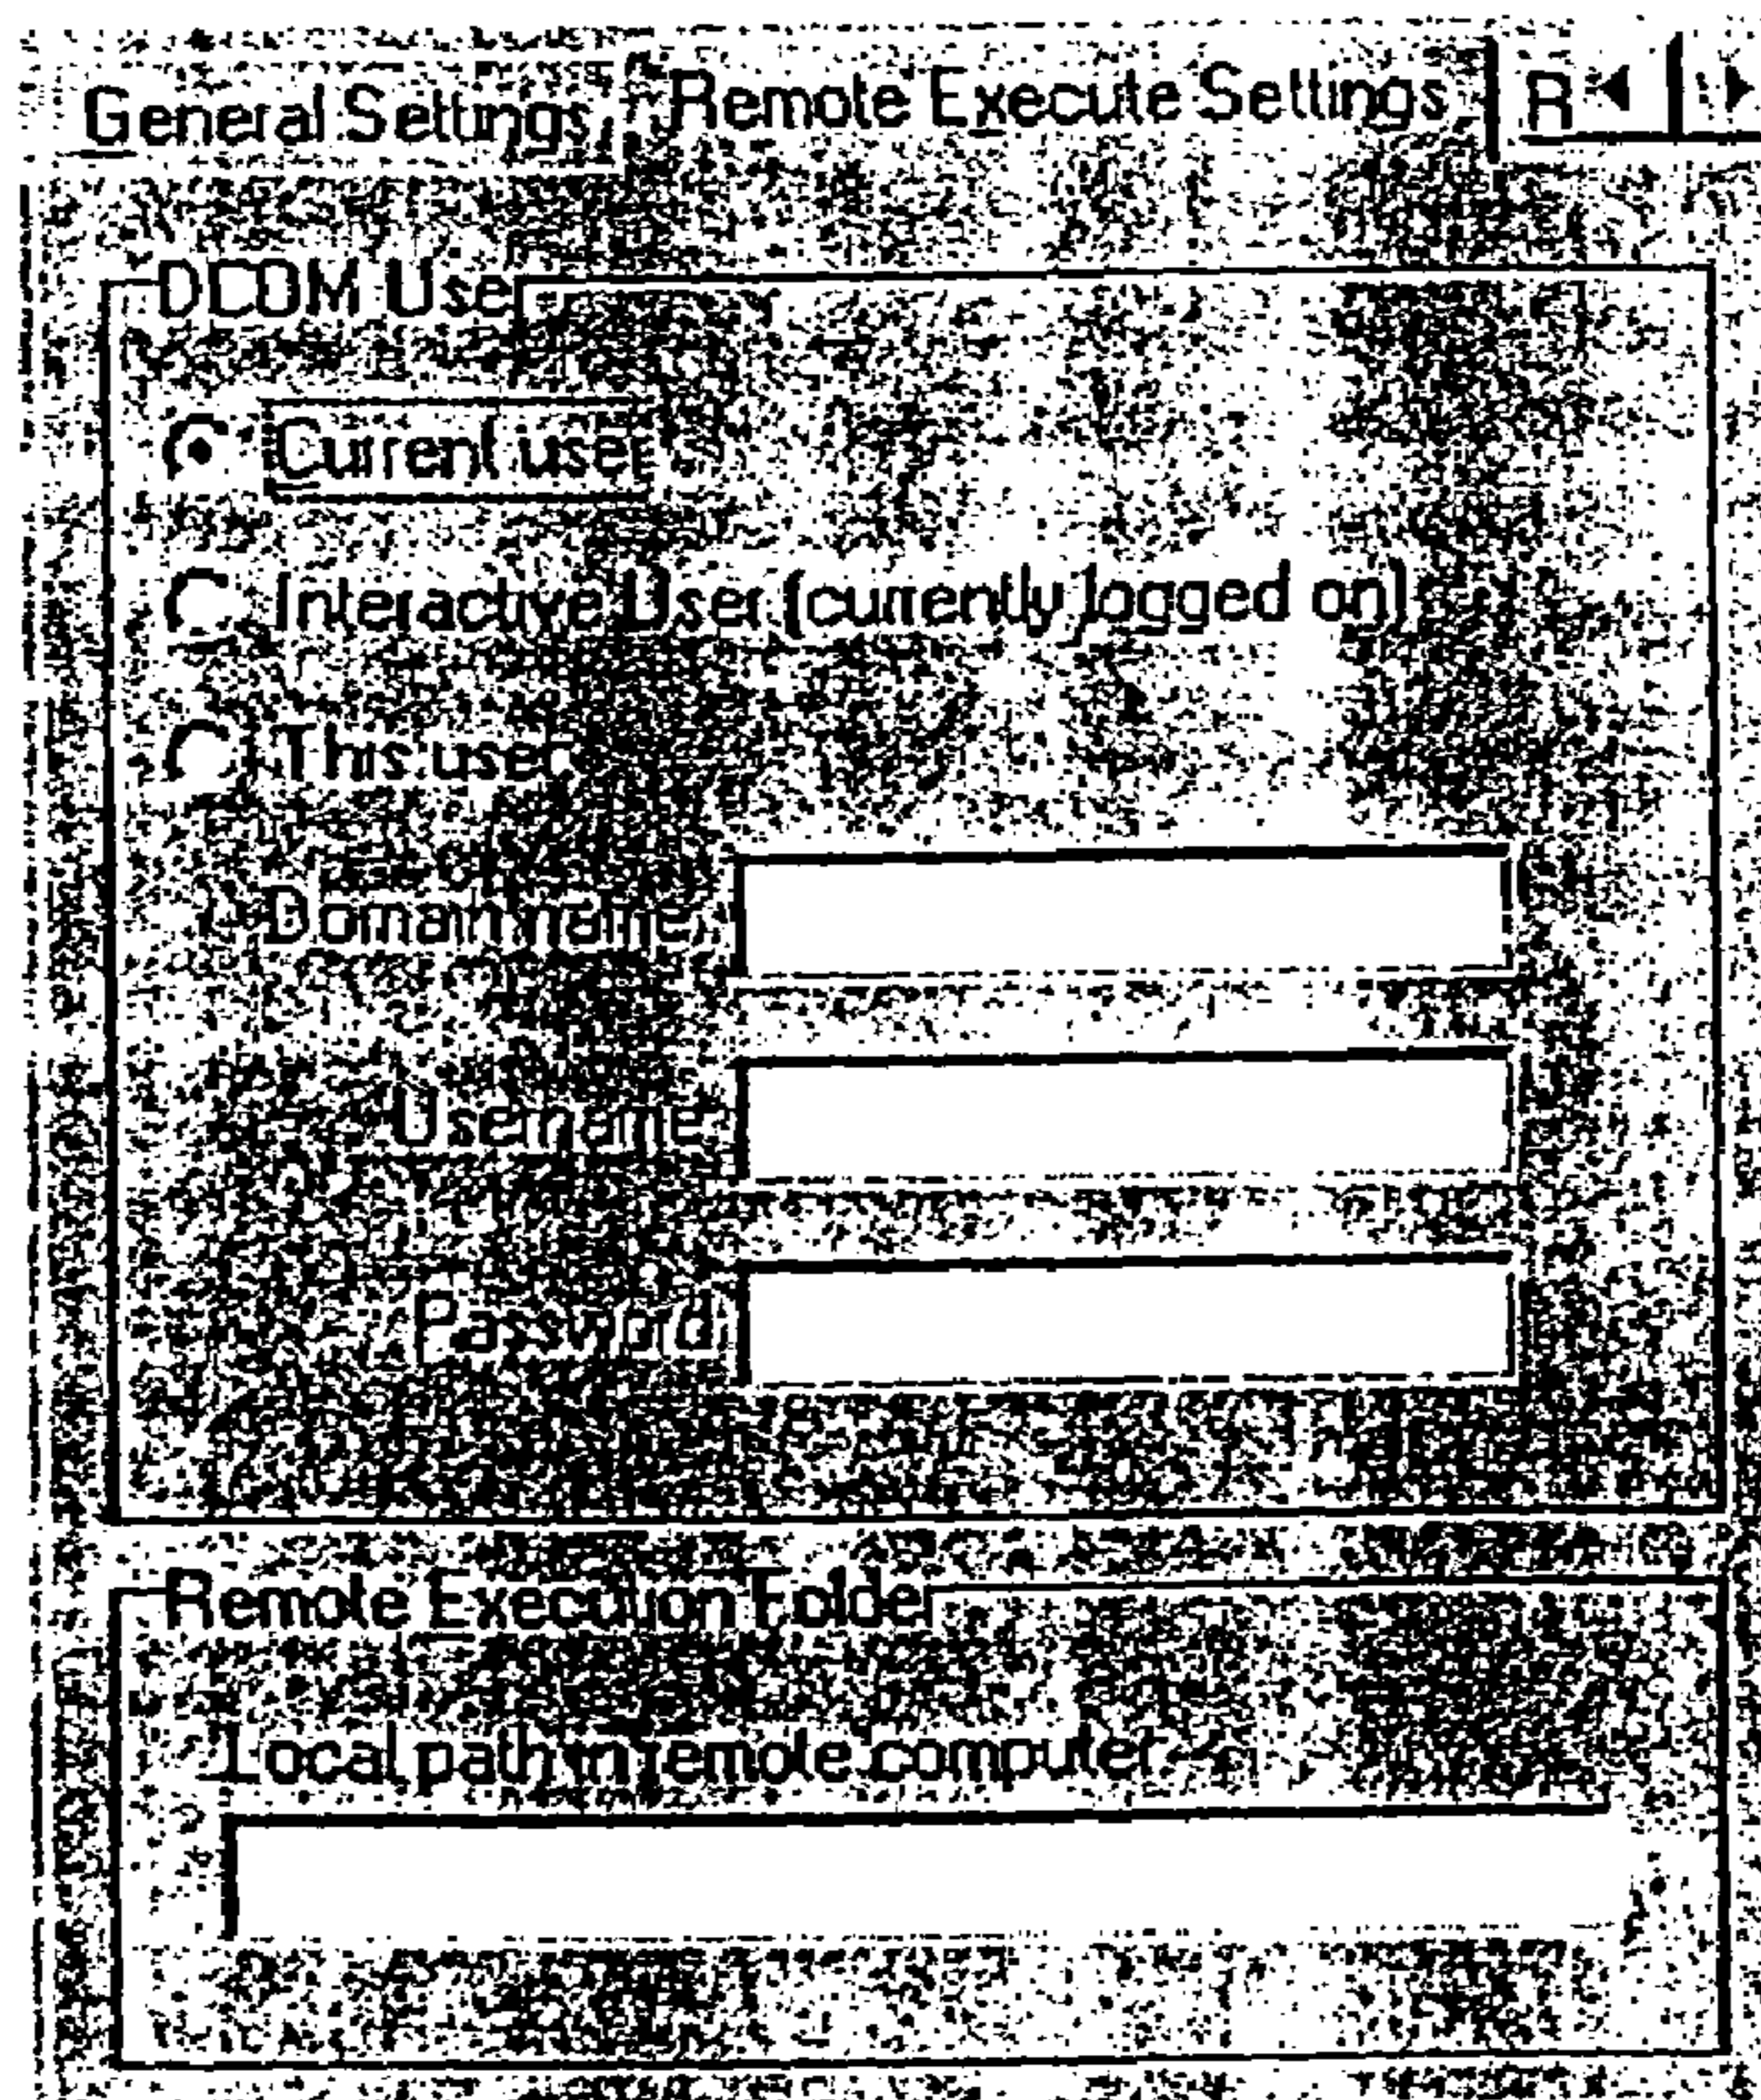 General Settings Remote Execute Settings R
DCOM User
Current user
Interactive User (currently logged on)
This user
Domain name
Username
Password
Remote Execution Folder
Local path in remote computer